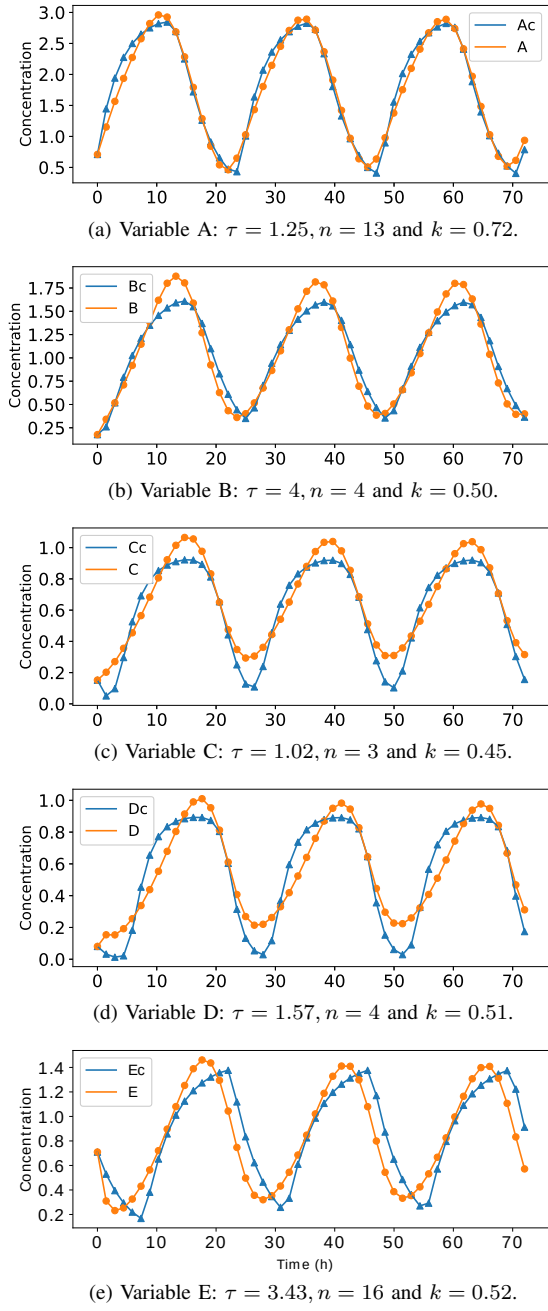 3.0
2.5
2.0
1.5
1.0
0.5
Concentration
Ac
A
0 10 20 30 40 50 60 70
(a) Variable A: τ = 1.25, n = 13 and k = 0.72.
1.75
1.50
1.25
1.00
0.75
0.50
0.25
Concentration
Bc
B
0 10 20 30 40 50 60 70
(b) Variable B: τ = 4, n = 4 and k = 0.50.
1.0
0.8
0.6
0.4
0.2
0.0
Concentration
Cc
C
0 10 20 30 40 50 60 70
(c) Variable C: τ = 1.02, n = 3 and k = 0.45.
1.0
0.8
0.6
0.4
0.2
0.0
Concentration
Dc
D
0 10 20 30 40 50 60 70
(d) Variable D: τ = 1.57, n = 4 and k = 0.51.
1.4
1.2
1.0
0.8
0.6
0.4
0.2
Concentration
Ec
E
0 10 20 30 40 50 60 70
Time (h)
(e) Variable E: τ = 3.43, n = 16 and k = 0.52.